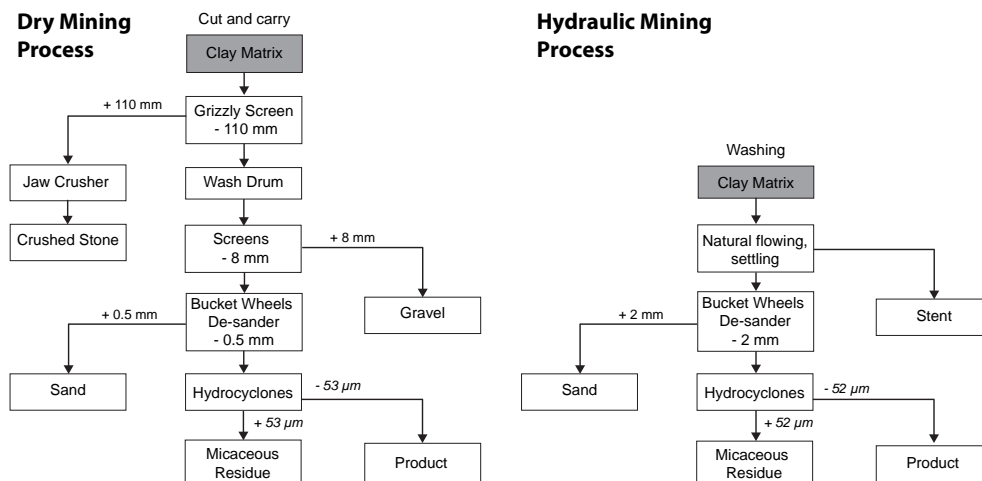 Dry Mining
Process
Cut and carry
Clay Matrix
+ 110 mm
Grizzly Screen
- 110 mm
Jaw Crusher
Wash Drum
Crushed Stone
Screens
- 8 mm
+ 8 mm
Bucket Wheels
De-sander
- 0.5 mm
+ 0.5 mm
Gravel
Sand
Hydrocyclones
- 53 µm
+ 53 µm
Micaceous
Residue
Product
Hydraulic Mining
Process
Washing
Clay Matrix
Natural flowing,
settling
Bucket Wheels
De-sander
- 2 mm
+ 2 mm
Stent
Sand
Hydrocyclones
- 52 µm
+ 52 µm
Micaceous
Residue
Product